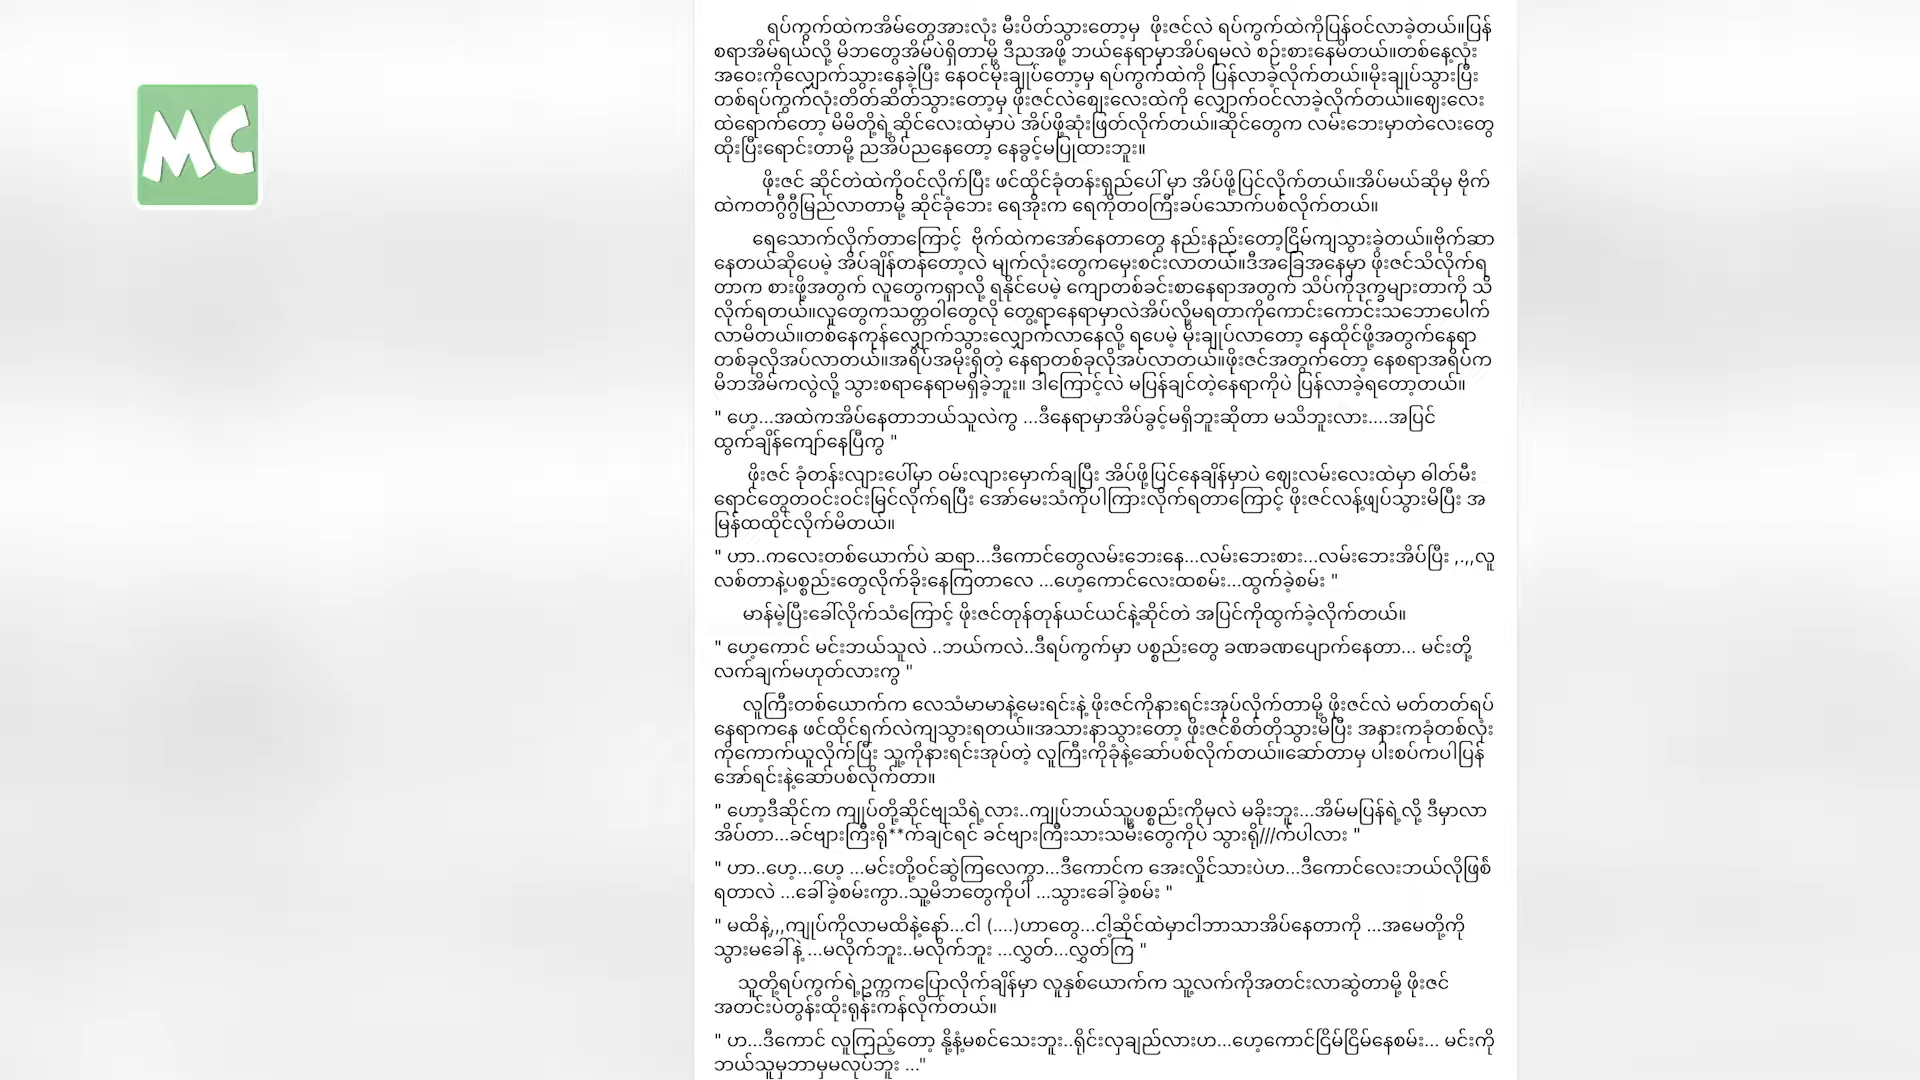 MC
ရပ်ကွက်ထဲကအိမ်တွေအားလုံး မီးပိတ်သွားတော့မှ ဖိုးဇင်လဲ ရပ်ကွက်ထဲကိုပြန်ဝင်လာခဲ့တယ်။ပြန်
စရာအိမ်ရယ်လို့ မိဘတွေအိမ်ပဲရှိတာမို့ ဒီညအဖို့ ဘယ်နေရာမှာအိပ်ရမလဲ စဉ်းစားနေမိတယ်။တစ်နေ့လုံး
အဝေးကိုလျှောက်သွားနေခဲ့ပြီး နေဝင်မိုးချုပ်တော့မှ ရပ်ကွက်ထဲကို ပြန်လာခဲ့လိုက်တယ်။မိုးချုပ်သွားပြီး
တစ်ရပ်ကွက်လုံးတိတ်ဆိတ်သွားတော့မှ ဖိုးဇင်လဲဈေးလေးထဲကို လျှောက်ဝင်လာခဲ့လိုက်တယ်။ဈေးလေး
ထဲရောက်တော့ မိမိတို့ရဲ့ဆိုင်လေးထဲမှာပဲ အိပ်ဖို့ဆုံးဖြတ်လိုက်တယ်။ဆိုင်တွေက လမ်းဘေးမှာတဲလေးတွေ
ထိုးပြီးရောင်းတာမို့ ညအိပ်ညနေတော့ နေခွင့်မပြုထားဘူး။
ဖိုးဇင် ဆိုင်တဲထဲကိုဝင်လိုက်ပြီး ဖင်ထိုင်ခုံတန်းရှည်ပေါ်မှာ အိပ်ဖို့ပြင်လိုက်တယ်။အိပ်မယ်ဆိုမှ ဗိုက်
ထဲကတဂွီဂွီမြည်လာတာမို့ ဆိုင်ခုံဘေး ရေအိုးက ရေကိုတဝကြီးခပ်သောက်ပစ်လိုက်တယ်။
ရေသောက်လိုက်တာကြောင့် ဗိုက်ထဲကအော်နေတာတွေ နည်းနည်းတော့ငြိမ်ကျသွားခဲ့တယ်။ဗိုက်ဆာ
နေတယ်ဆိုပေမဲ့ အိပ်ချိန်တန်တော့လဲ မျက်လုံးတွေကမှေးစင်းလာတယ်။ဒီအခြေအနေမှာ ဖိုးဇင်သိလိုက်ရ
တာက စားဖို့အတွက် လူတွေကရှာလို့ ရနိုင်ပေမဲ့ ကျောတစ်ခင်းစာနေရာအတွက် သိပ်ကိုဒုက္ခများတာကို သိ
လိုက်ရတယ်။လူတွေကသတ္တဝါတွေလို တွေ့ရာနေရာမှာလဲအိပ်လို့မရတာကိုကောင်းကောင်းသဘောပေါက်
လာမိတယ်။တစ်နေကုန်လျှောက်သွားလျှောက်လာနေလို့ ရပေမဲ့ မိုးချုပ်လာတော့ နေထိုင်ဖို့အတွက်နေရာ
တစ်ခုလိုအပ်လာတယ်။အရိပ်အမိုးရှိတဲ့ နေရာတစ်ခုလိုအပ်လာတယ်။ဖိုးဇင်အတွက်တော့ နေစရာအရိပ်က
မိဘအိမ်ကလွဲလို့ သွားစရာနေရာမရှိခဲ့ဘူး။ ဒါကြောင့်လဲ မပြန်ချင်တဲ့နေရာကိုပဲ ပြန်လာခဲ့ရတော့တယ်။
" ဟေ့...အထဲကအိပ်နေတာဘယ်သူလဲကွ ...ဒီနေရာမှာအိပ်ခွင့်မရှိဘူးဆိုတာ မသိဘူးလား....အပြင်
ထွက်ချိန်ကျော်နေပြီကွ "
ဖိုးဇင် ခုံတန်းလျားပေါ်မှာ ဝမ်းလျားမှောက်ချပြီး အိပ်ဖို့ပြင်နေချိန်မှာပဲ ဈေးလမ်းလေးထဲမှာ ဓါတ်မီး
ရောင်တွေတဝင်းဝင်းမြင်လိုက်ရပြီး အော်မေးသံကိုပါကြားလိုက်ရတာကြောင့် ဖိုးဇင်လန့်ဖျပ်သွားမိပြီး အ
မြန်ထထိုင်လိုက်မိတယ်။
" ဟာ..ကလေးတစ်ယောက်ပဲ ဆရာ...ဒီကောင်တွေလမ်းဘေးနေ...လမ်းဘေးစား...လမ်းဘေးအိပ်ပြီး ,.,,လူ
လစ်တာနဲ့ပစ္စည်းတွေလိုက်ခိုးနေကြတာလေ ...ဟေ့ကောင်လေးထစမ်း...ထွက်ခဲ့စမ်း "
မာန်မဲ့ပြီးခေါ်လိုက်သံကြောင့် ဖိုးဇင်တုန်တုန်ယင်ယင်နဲ့ဆိုင်တဲ အပြင်ကိုထွက်ခဲ့လိုက်တယ်။
" ဟေ့ကောင် မင်းဘယ်သူလဲ ..ဘယ်ကလဲ..ဒီရပ်ကွက်မှာ ပစ္စည်းတွေ ခဏခဏပျောက်နေတာ... မင်းတို့
လက်ချက်မဟုတ်လားကွ "
လူကြီးတစ်ယောက်က လေသံမာမာနဲ့မေးရင်းနဲ့ ဖိုးဇင်ကိုနားရင်းအုပ်လိုက်တာမို့ ဖိုးဇင်လဲ မတ်တတ်ရပ်
နေရာကနေ ဖင်ထိုင်ရက်လဲကျသွားရတယ်။အသားနာသွားတော့ ဖိုးဇင်စိတ်တိုသွားမိပြီး အနားကခုံတစ်လုံး
ကိုကောက်ယူလိုက်ပြီး သူ့ကိုနားရင်းအုပ်တဲ့ လူကြီးကိုခုံနဲ့ဆော်ပစ်လိုက်တယ်။ဆော်တာမှ ပါးစပ်ကပါပြန်
အော်ရင်းနဲ့ဆော်ပစ်လိုက်တာ။
" ဟော့ဒီဆိုင်က ကျုပ်တို့ဆိုင်ဗျသိရဲ့လား..ကျုပ်ဘယ်သူ့ပစ္စည်းကိုမှလဲ မခိုးဘူး...အိမ်မပြန်ရဲ့လို့ ဒီမှာလာ
အိပ်တာ...ခင်ဗျားကြီးရို**က်ချင်ရင် ခင်ဗျားကြီးသားသမီးတွေကိုပဲ သွားရို///က်ပါလား "
" ဟာ..ဟေ့...ဟေ့ ...မင်းတို့ဝင်ဆွဲကြလေကွာ...ဒီကောင်က အေးလှိုင်သားပဲဟ...ဒီကောင်လေးဘယ်လိုဖြစ်
ရတာလဲ ...ခေါ်ခဲ့စမ်းကွာ..သူ့မိဘတွေကိုပါ ...သွားခေါ်ခဲ့စမ်း "
" မထိနဲ့,,,ကျုပ်ကိုလာမထိနဲ့နော်...ငါ (....)ဟာတွေ...ငါ့ဆိုင်ထဲမှာငါဘာသာအိပ်နေတာကို ...အမေတို့ကို
သွားမခေါ်နဲ့ ...မလိုက်ဘူး..မလိုက်ဘူး ...လွှတ်...လွှတ်ကြ "
သူတို့ရပ်ကွက်ရဲ့ဥက္ကကပြောလိုက်ချိန်မှာ လူနှစ်ယောက်က သူ့လက်ကိုအတင်းလာဆွဲတာမို့ ဖိုးဇင်
အတင်းပဲတွန်းထိုးရုန်းကန်လိုက်တယ်။
" ဟ...ဒီကောင် လူကြည့်တော့ နို့နံ့မစင်သေးဘူး..ရိုင်းလှချည်လားဟ...ဟေ့ကောင်ငြိမ်ငြိမ်နေစမ်း... မင်းကို
ဘယ်သူမှဘာမှမလုပ်ဘူး ..."